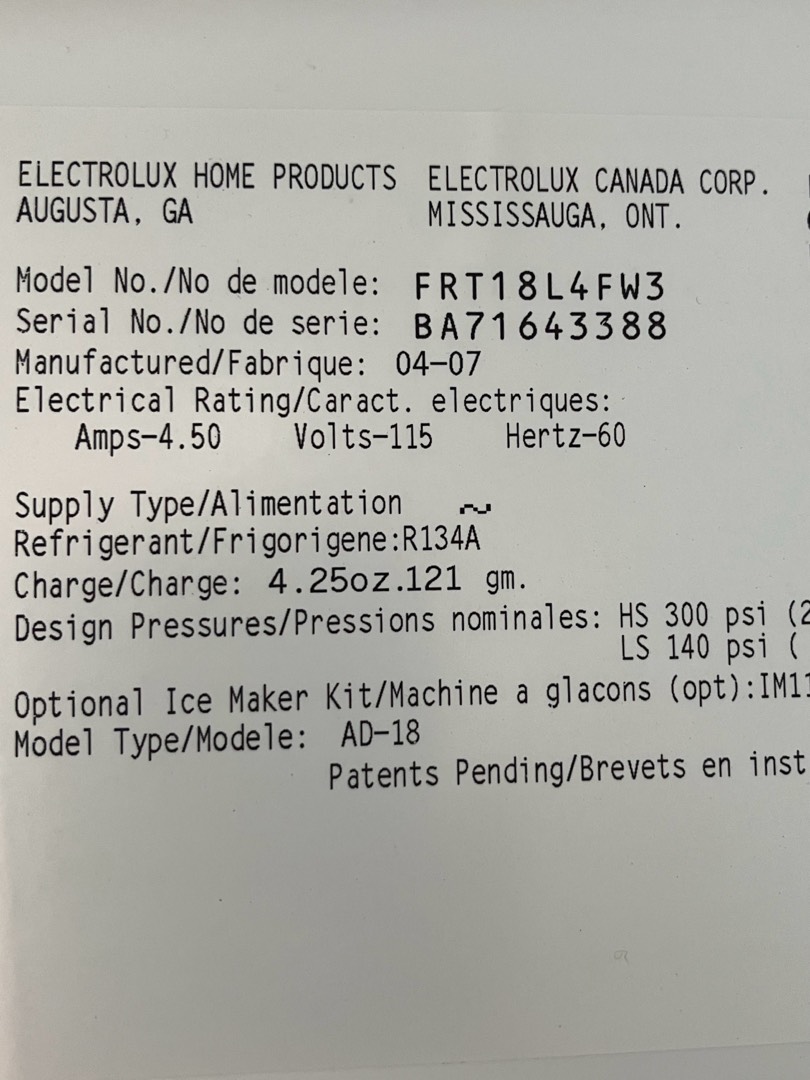 ELECTROLUX HOME PRODUCTS ELECTROLUX CANADA CORP.
AUGUSTA, GA MISSISSAUGA, ONT.
Model No./No de modele: FRT18L4FW3
Serial No./No de serie: BA71643388
Manufactured/Fabrique: 04-07
Electrical Rating/Caract. electriques:
Amps-4.50 Volts-115 Hertz-60
Supply Type/Alimentation ~
Refrigerant/Frigorigene:R134A
Charge/Charge: 4.25oz.121 gm.
Design Pressures/Pressions nominales: HS 300 psi (2
LS 140 psi (
Optional Ice Maker Kit/Machine a glacons (opt):IM11
Model Type/Modele: AD-18
Patents Pending/Brevets en inst